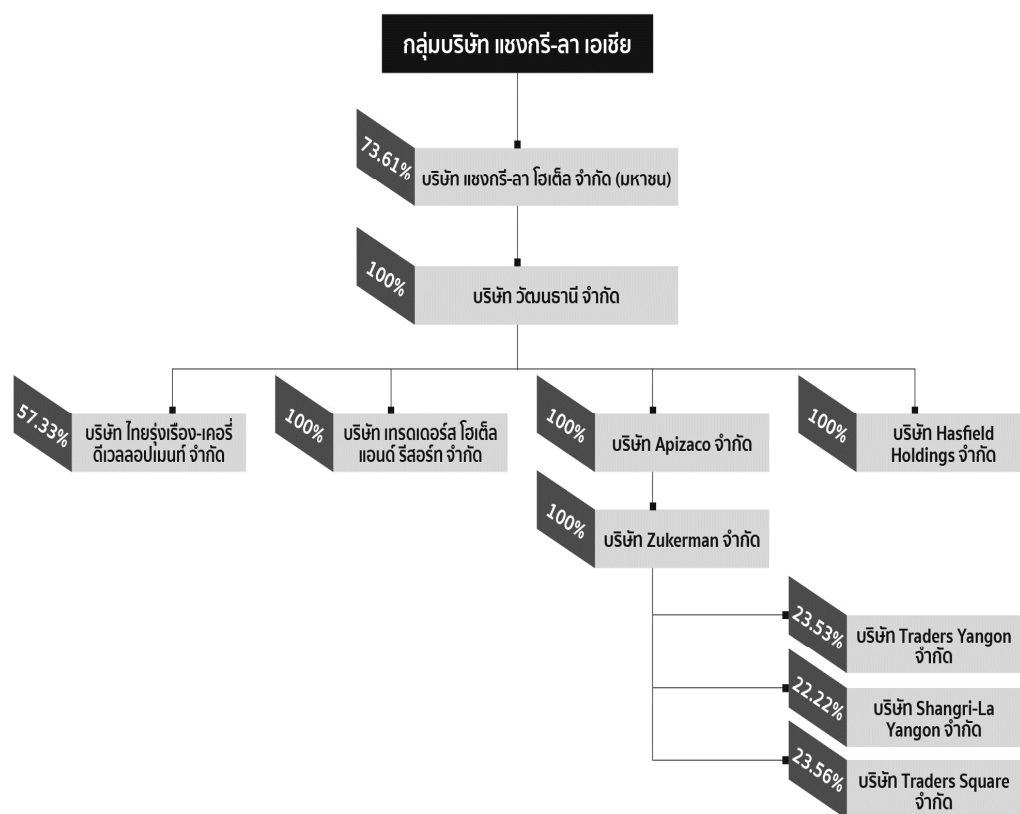 กลุ่มบริษัท แชงกรี-ลา เอเชีย
73.61%
บริษัท แชงกรี-ลา โฮเต็ล จำกัด (มหาชน)
100%
บริษัท วัฒนธานี จำกัด
57.33%
บริษัท ไทยรุ่งเรือง-เคอรี่
ดีเวลลอปเมนท์ จำกัด
100%
บริษัท เทรดเดอร์ส โฮเต็ล
แอนด์ รีสอร์ท จำกัด
100%
บริษัท Apizaco จำกัด
100%
บริษัท Hasfield
Holdings จำกัด
100%
บริษัท Zukerman จำกัด
23.53%
บริษัท Traders Yangon
จำกัด
22.22%
บริษัท Shangri-La
Yangon จำกัด
23.56%
บริษัท Traders Square
จำกัด